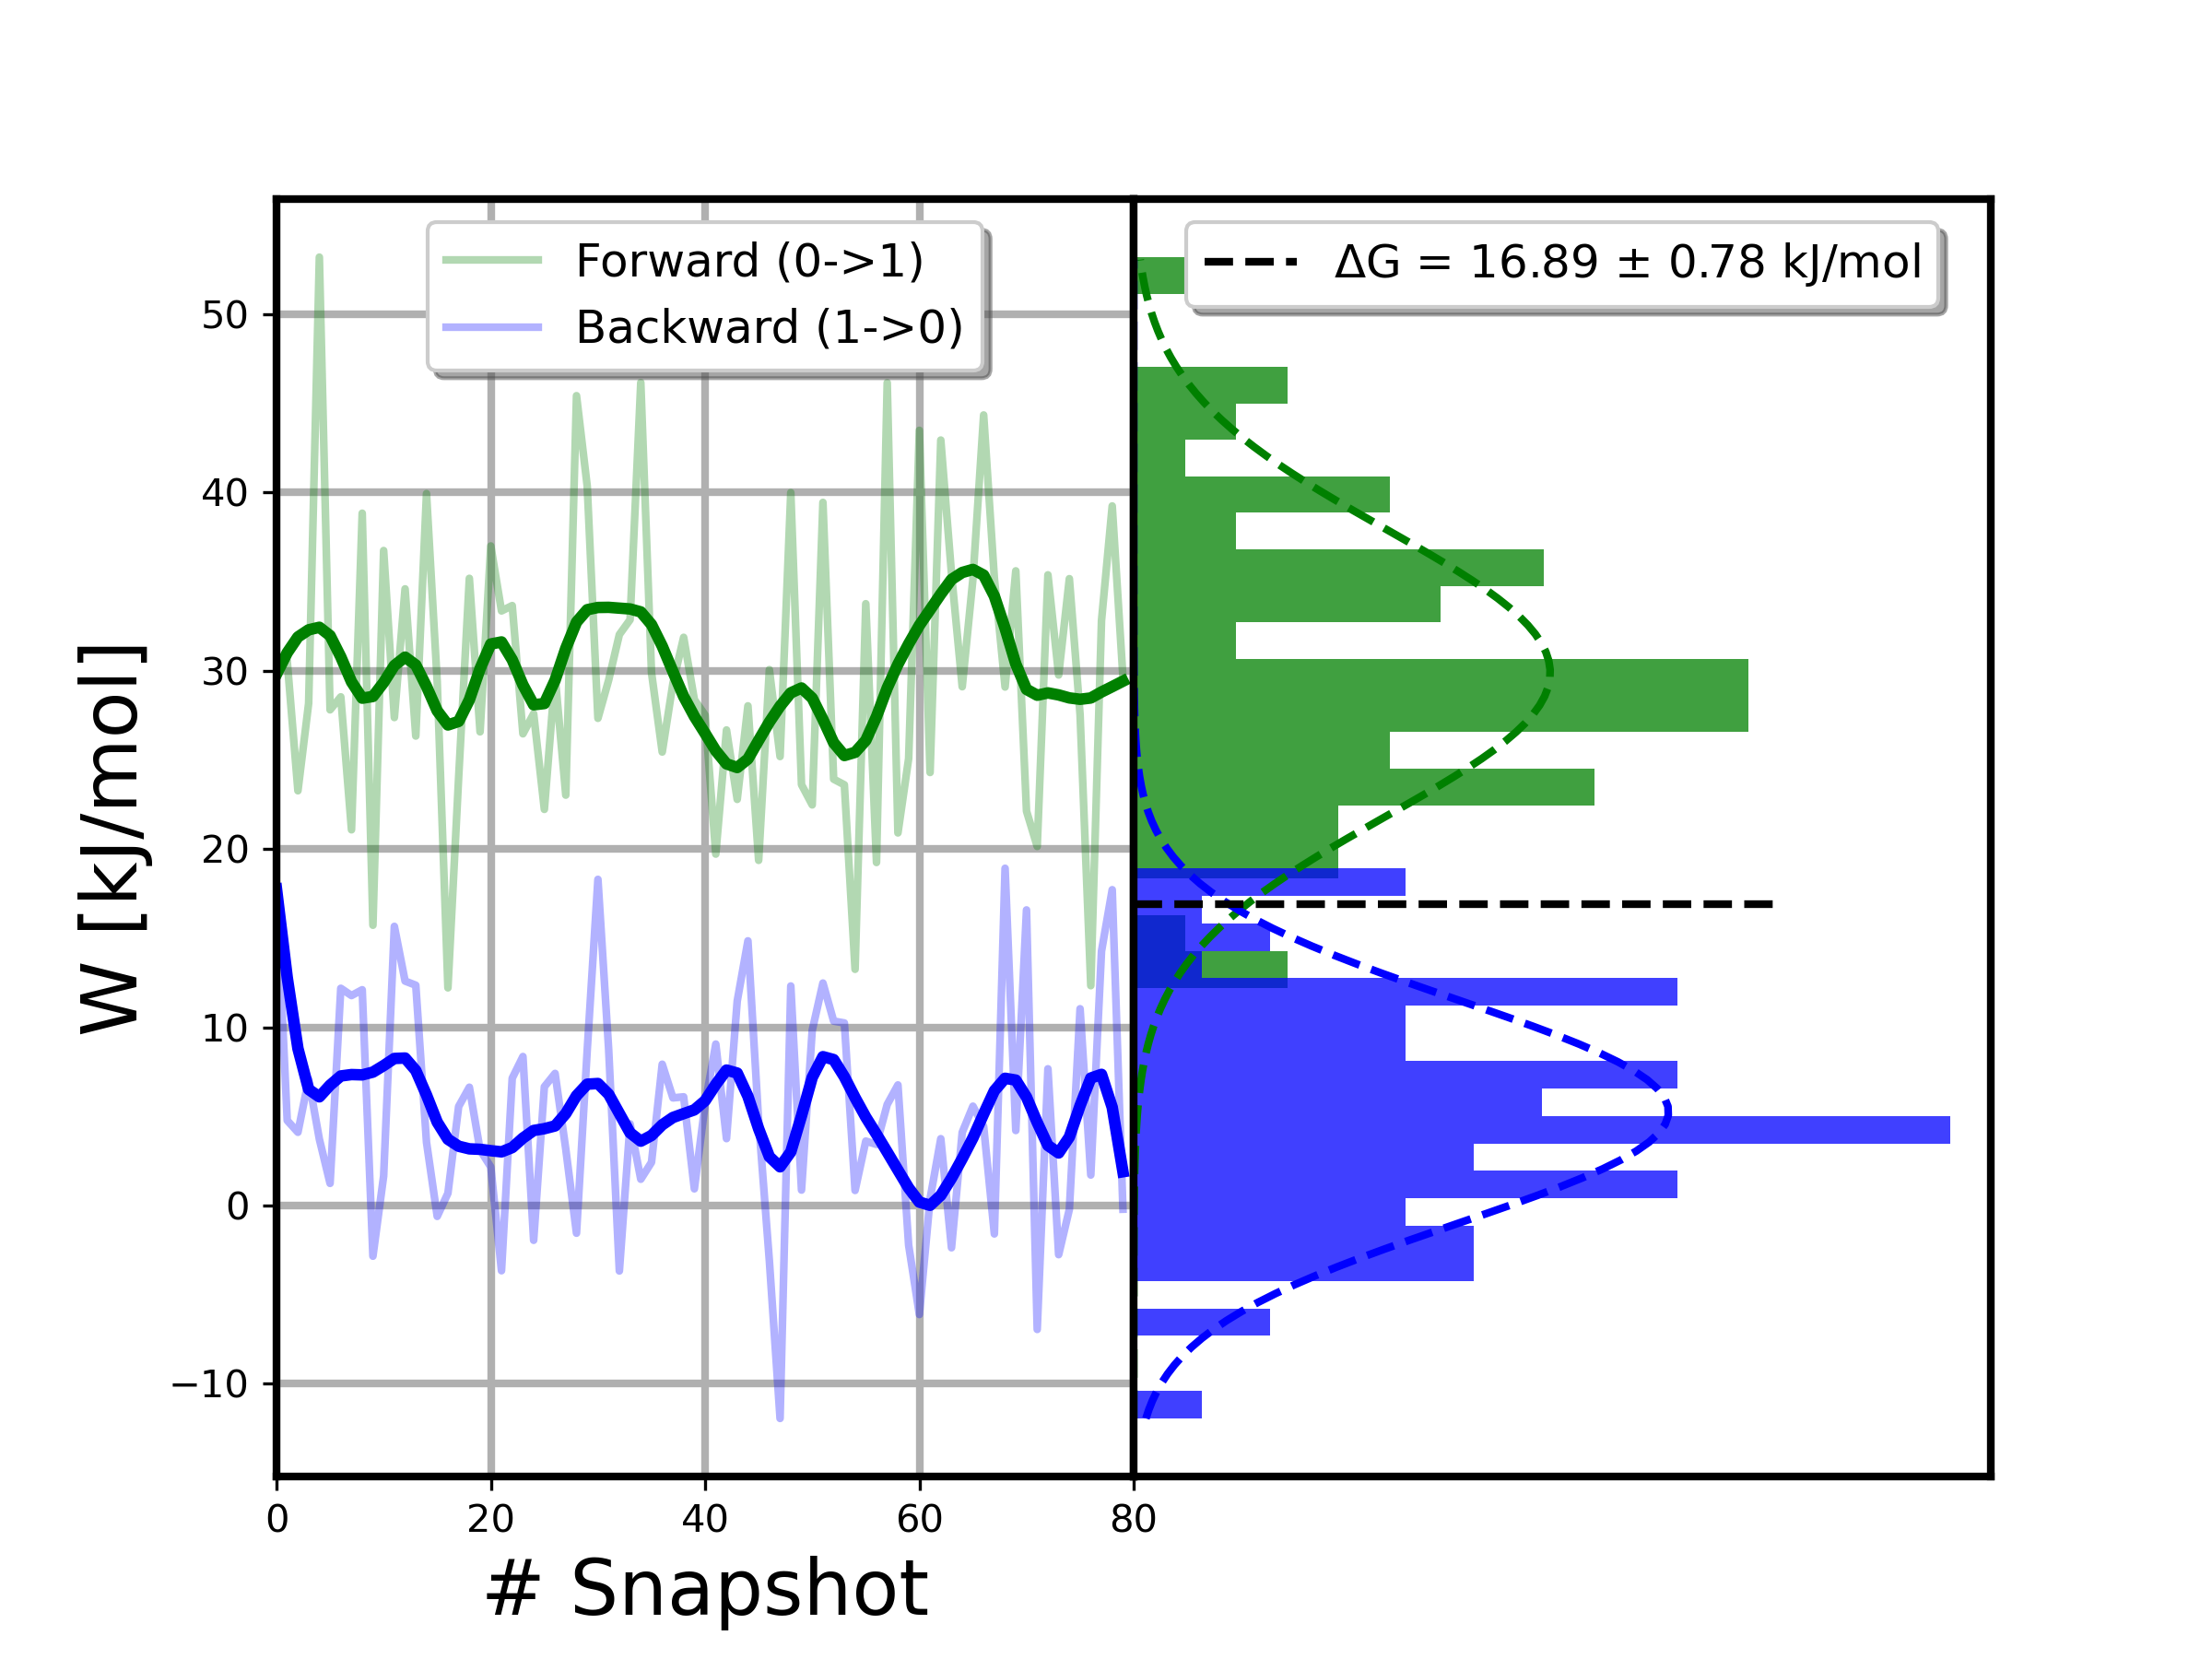 Forward (0->1)
Backward (1->0)
ΔG = 16.89 ± 0.78 kJ/mol
W [kJ/mol]
50
40
30
20
10
0
−10
0 20 40 60 80
# Snapshot